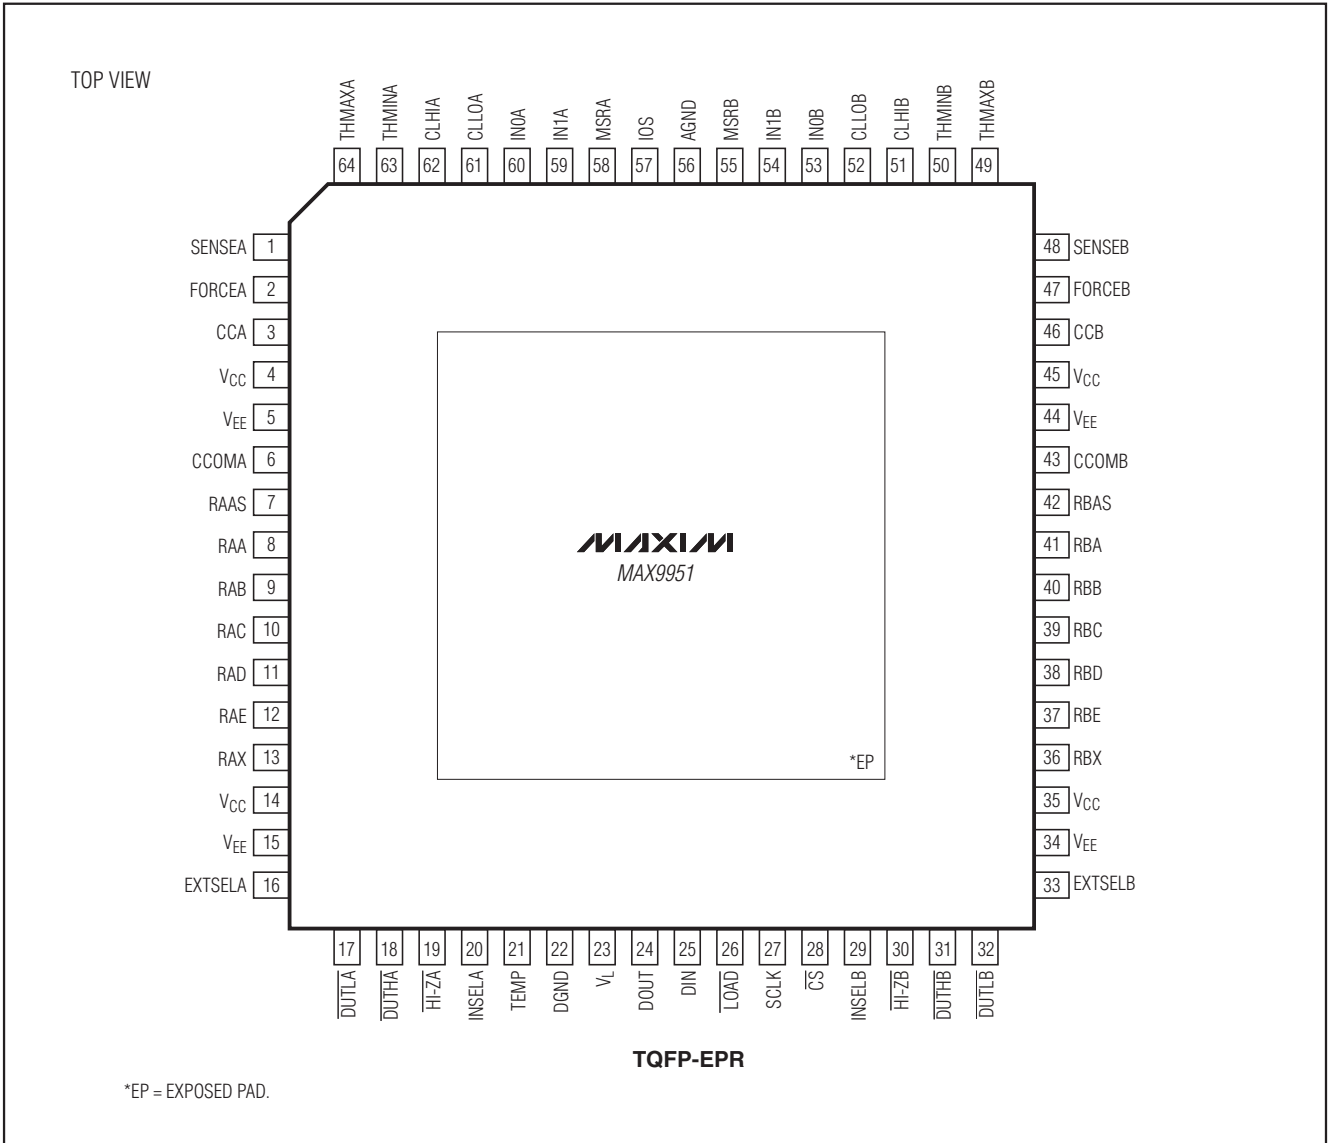 TOP VIEW
THMAXA THMINA CLHIA CLLOA IN0A IN1A MSRA IOS AGND MSRB IN1B IN0B CLLOB CLHIB THMINB THMAXB
64 63 62 61 60 59 58 57 56 55 54 53 52 51 50 49
SENSEA 1 48 SENSEB
FORCEA 2 47 FORCEB
CCA 3 46 CCB
VCC 4 45 VCC
VEE 5 44 VEE
CCOMA 6 43 CCOMB
RAAS 7 42 RBAS
RAA 8 41 RBA
MAXIM
MAX9951
RAB 9 40 RBB
RAC 10 39 RBC
RAD 11 38 RBD
RAE 12 37 RBE
RAX 13 36 RBX
*EP
VCC 14 35 VCC
VEE 15 34 VEE
EXTSELA 16 33 EXTSELB
17 18 19 20 21 22 23 24 25 26 27 28 29 30 31 32
DUTLA DUTHA HI-ZA INSELA TEMP DGND VL DOUT DIN LOAD SCLK CS INSELB HI-ZB DUTHB DUTLB
TQFP-EPR
*EP = EXPOSED PAD.